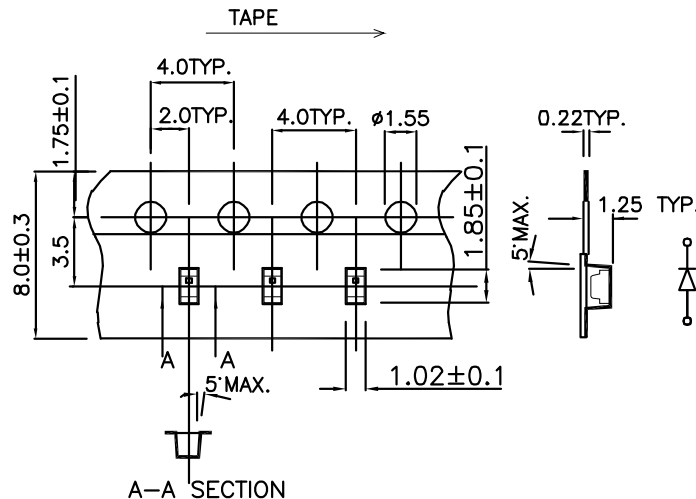 TAPE
4.0TYP.
2.0TYP.
4.0TYP.
ø1.55
0.22TYP.
1.75±0.1
1.85±0.1
1.25 TYP.
8.0±0.3
3.5
5°MAX.
A
A
5°MAX.
1.02±0.1
A-A SECTION